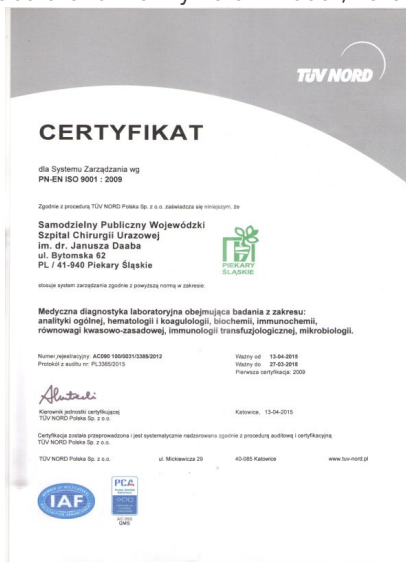 TÜV NORD
CERTYFIKAT
dla Systemu Zarządzania wg
PN-EN ISO 9001 : 2009
Zgodnie z procedurą TÜV NORD Polska Sp. z o.o. zaświadcza się niniejszym, że
Samodzielny Publiczny Wojewódzki
Szpital Chirurgii Urazowej
im. dr. Janusza Daaba
ul. Bytomska 62
PL / 41-940 Piekary Śląskie
PIEKARY
ŚLĄSKIE
stosuje system zarządzania zgodnie z powyższą normą w zakresie:
Medyczna diagnostyka laboratoryjna obejmująca badania z zakresu:
analityki ogólnej, hematologii i koagulologii, biochemii, immunochemii,
równowagi kwasowo-zasadowej, immunologii transfuzjologicznej, mikrobiologii.
Numer rejestracyjny: AC090 100/0031/3385/2012
Protokół z auditu nr: PL3365/2015
Ważny od 13-04-2015
Ważny do 27-03-2018
Pierwsza certyfikacja: 2009
Kierownik jednostki certyfikującej
TÜV NORD Polska Sp. z o.o.
Katowice, 13-04-2015
Certyfikacja została przeprowadzona i jest systematycznie nadzorowana zgodnie z procedurą auditową i certyfikacyjną
TÜV NORD Polska Sp. z o.o.
TÜV NORD Polska Sp. z o.o. ul. Mickiewicza 29 40-085 Katowice www.tuv-nord.pl
IAF
PCA
AC 090
QMS